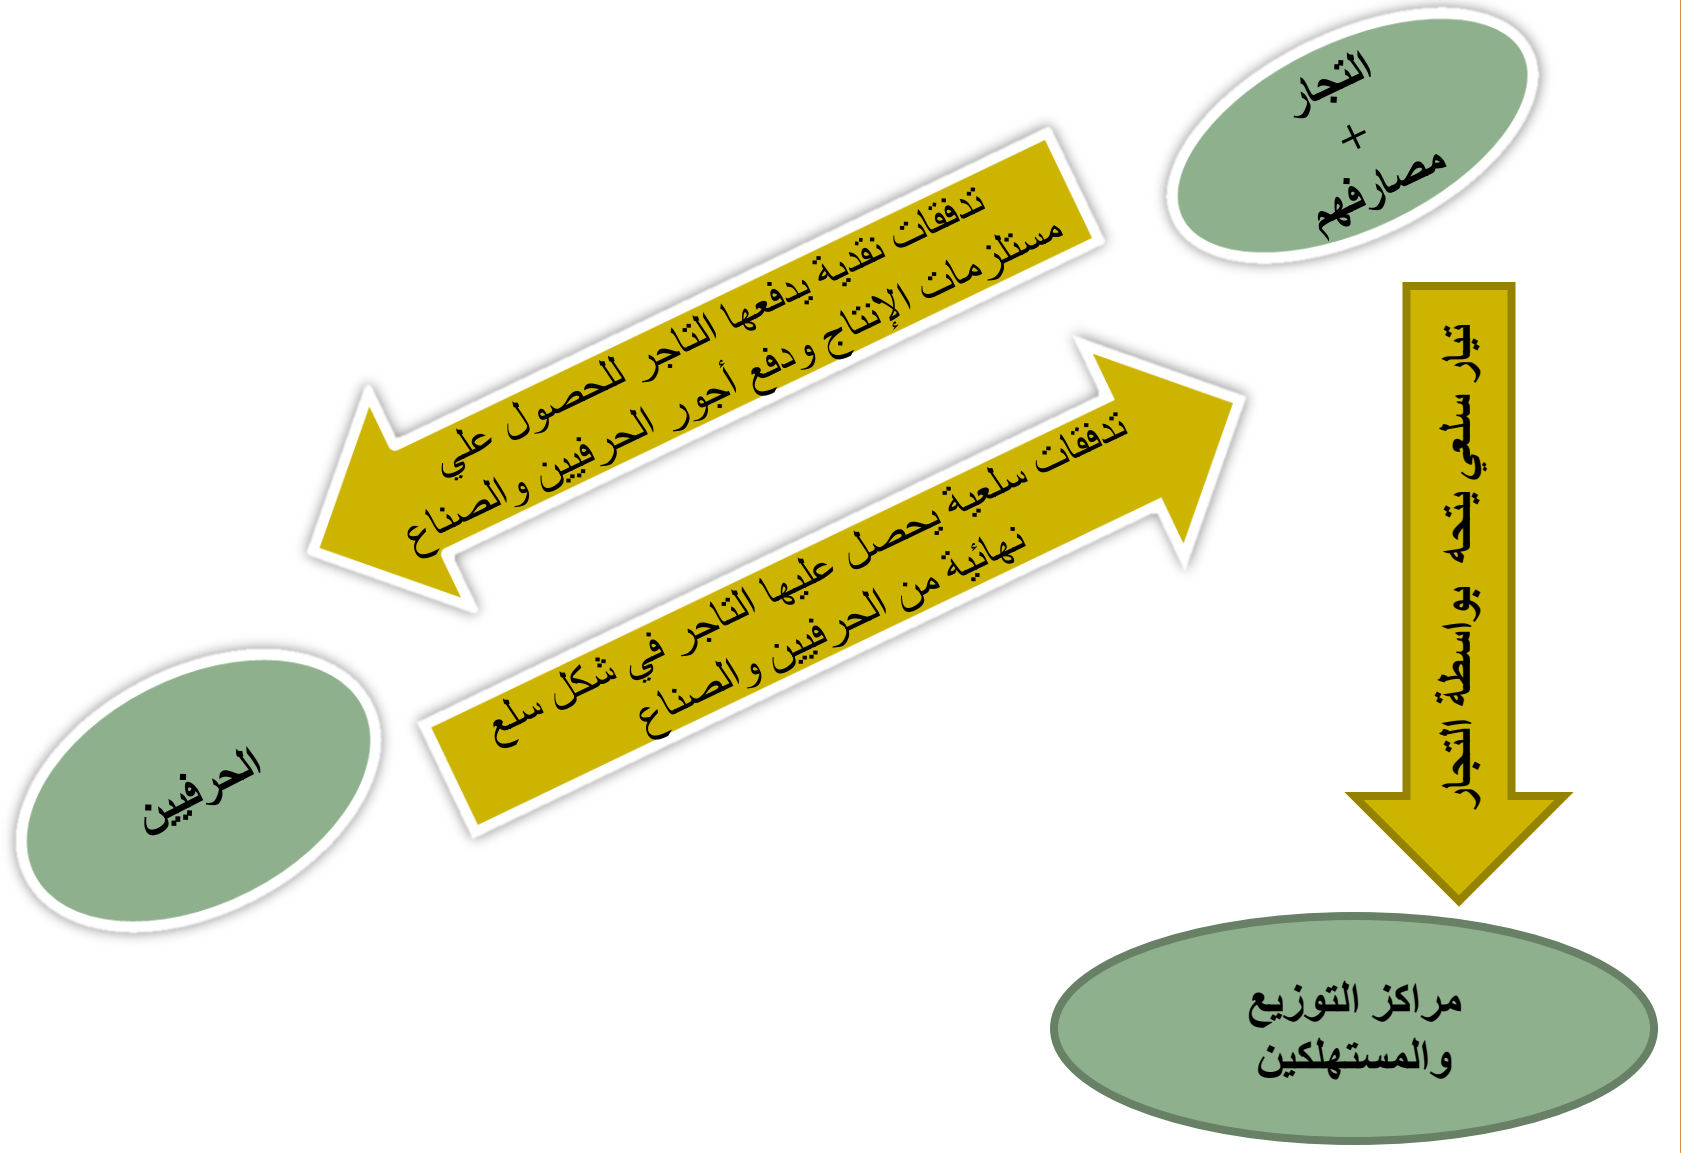 التجار
+
مصارفهم
تدفقات نقدية يدفعها التاجر للحصول علي
مستلزمات الإنتاج ودفع أجور الحرفيين والصناع
تدفقات سلعية يحصل عليها التاجر في شكل سلع
نهائية من الحرفيين والصناع
تيار سلعي يتحه بواسطة التجار
الحرفيين
مراكز التوزيع
والمستهلكين